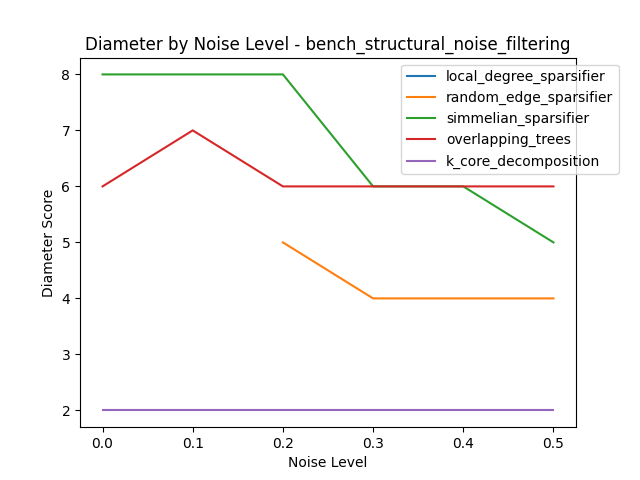 Diameter by Noise Level - bench_structural_noise_filtering
local_degree_sparsifier
random_edge_sparsifier
simmelian_sparsifier
overlapping_trees
k_core_decomposition
8
7
6
5
4
3
2
Diameter Score
0.0 0.1 0.2 0.3 0.4 0.5
Noise Level